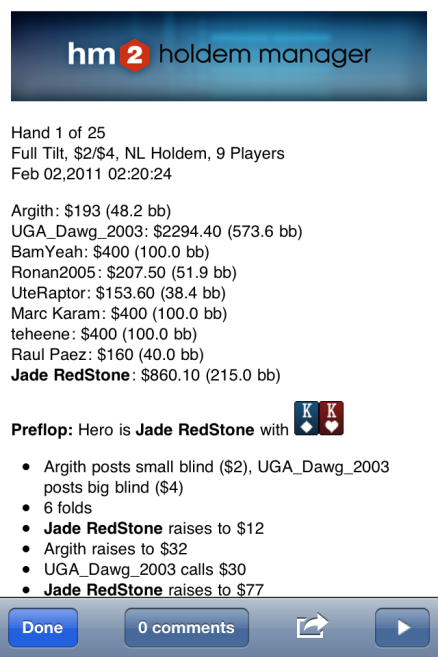 hm2 holdem manager
Hand 1 of 25
Full Tilt, $2/$4, NL Holdem, 9 Players
Feb 02,2011 02:20:24
Argith: $193 (48.2 bb)
UGA_Dawg_2003: $2294.40 (573.6 bb)
BamYeah: $400 (100.0 bb)
Ronan2005: $207.50 (51.9 bb)
UteRaptor: $153.60 (38.4 bb)
Marc Karam: $400 (100.0 bb)
teheene: $400 (100.0 bb)
Raul Paez: $160 (40.0 bb)
Jade RedStone: $860.10 (215.0 bb)
Preflop: Hero is Jade RedStone with K K
Argith posts small blind ($2), UGA_Dawg_2003
posts big blind ($4)
6 folds
Jade RedStone raises to $12
Argith raises to $32
UGA_Dawg_2003 calls $30
Jade RedStone raises to $77
Done 0 comments